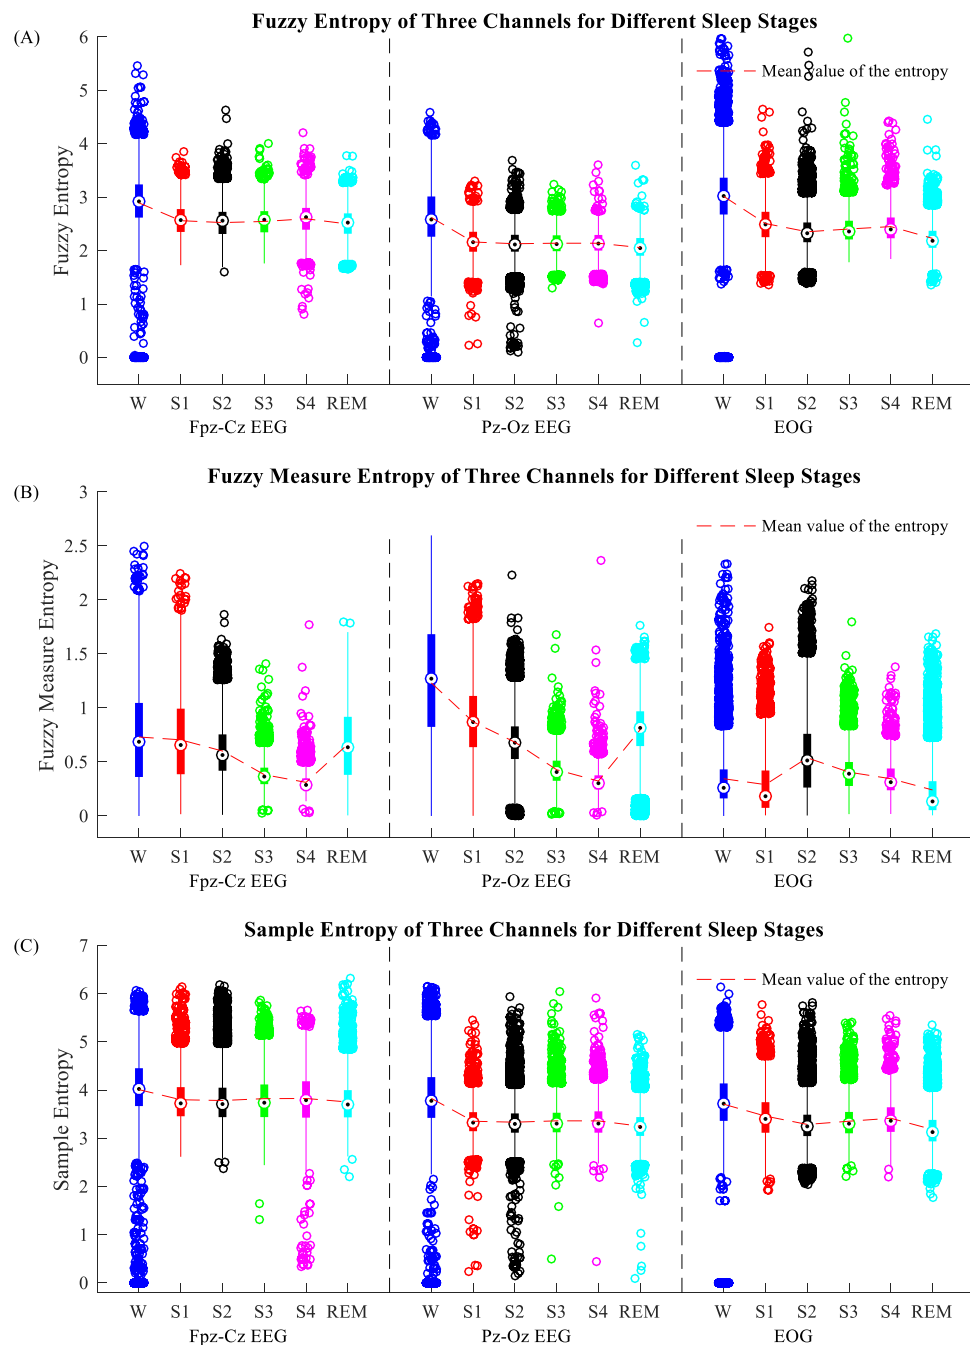 (A)
Fuzzy Entropy of Three Channels for Different Sleep Stages
Fuzzy Entropy
6
5
4
3
2
1
0
Mean value of the entropy
W S1 S2 S3 S4 REM W S1 S2 S3 S4 REM W S1 S2 S3 S4 REM
Fpz-Cz EEG Pz-Oz EEG EOG
(B)
Fuzzy Measure Entropy of Three Channels for Different Sleep Stages
Fuzzy Measure Entropy
3
2.5
2
1.5
1
0.5
0
Mean value of the entropy
W S1 S2 S3 S4 REM W S1 S2 S3 S4 REM W S1 S2 S3 S4 REM
Fpz-Cz EEG Pz-Oz EEG EOG
(C)
Sample Entropy of Three Channels for Different Sleep Stages
Sample Entropy
7
6
5
4
3
2
1
0
Mean value of the entropy
W S1 S2 S3 S4 REM W S1 S2 S3 S4 REM W S1 S2 S3 S4 REM
Fpz-Cz EEG Pz-Oz EEG EOG